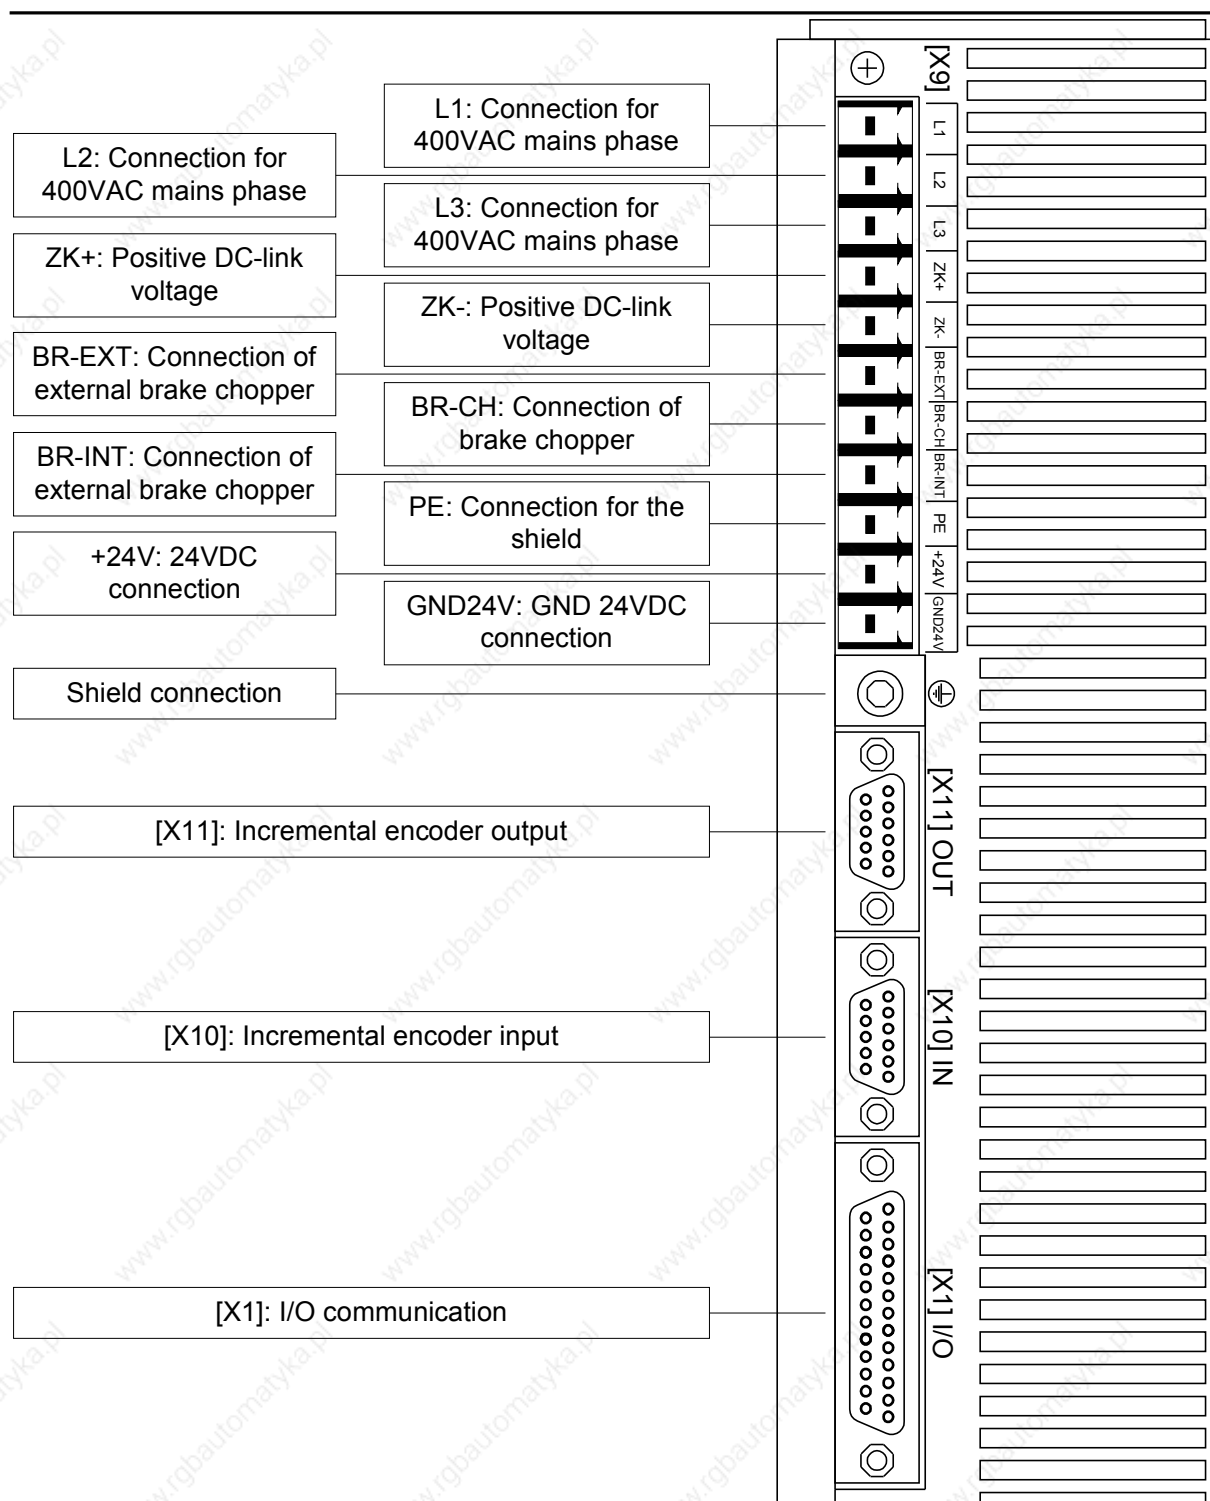 L1: Connection for
400VAC mains phase
L2: Connection for
400VAC mains phase
L3: Connection for
400VAC mains phase
ZK+: Positive DC-link
voltage
ZK-: Positive DC-link
voltage
BR-EXT: Connection of
external brake chopper
BR-CH: Connection of
brake chopper
BR-INT: Connection of
external brake chopper
PE: Connection for the
shield
+24V: 24VDC
connection
GND24V: GND 24VDC
connection
Shield connection
[X11]: Incremental encoder output
[X10]: Incremental encoder input
[X1]: I/O communication
[X9]
L1
L2
L3
ZK+
ZK-
BR-EXT
BR-CH
BR-INT
PE
+24V
GND24V
[X11] OUT
[X10] IN
[X1] I/O
www.rgbautomatyka.pl